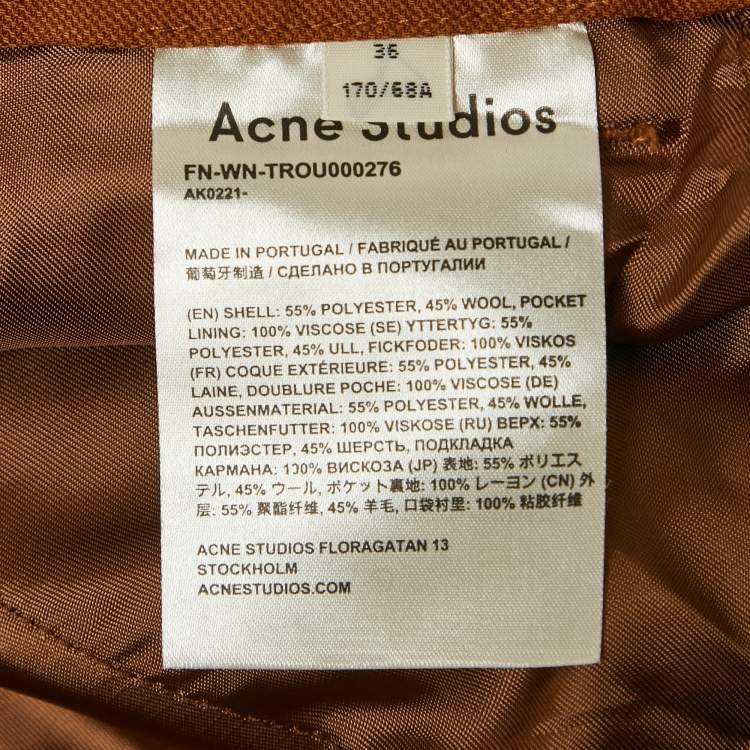 36
170/68A
Acne Studios
FN-WN-TROU000276
AK0221-
MADE IN PORTUGAL / FABRIQUÉ AU PORTUGAL /
葡萄牙制造 / СДЕЛАНО В ПОРТУГАЛИИ
(EN) SHELL: 55% POLYESTER, 45% WOOL, POCKET
LINING: 100% VISCOSE (SE) YTTERTYG: 55%
POLYESTER, 45% ULL, FICKFODER: 100% VISKOS
(FR) COQUE EXTÉRIEURE: 55% POLYESTER, 45%
LAINE, DOUBLURE POCHE: 100% VISCOSE (DE)
AUSSENMATERIAL: 55% POLYESTER, 45% WOLLE,
TASCHENFUTTER: 100% VISKOSE (RU) ВЕРХ: 55%
ПОЛИЭСТЕР, 45% ШЕРСТЬ, ПОДКЛАДКА
КАРМАНА: 100% ВИСКОЗА (JP) 表地: 55% ポリエス
テル, 45% ウール, ポケット裏地: 100% レーヨン (CN) 外
层: 55% 聚酯纤维, 45% 羊毛, 口袋衬里: 100% 粘胶纤维
ACNE STUDIOS FLORAGATAN 13
STOCKHOLM
ACNESTUDIOS.COM